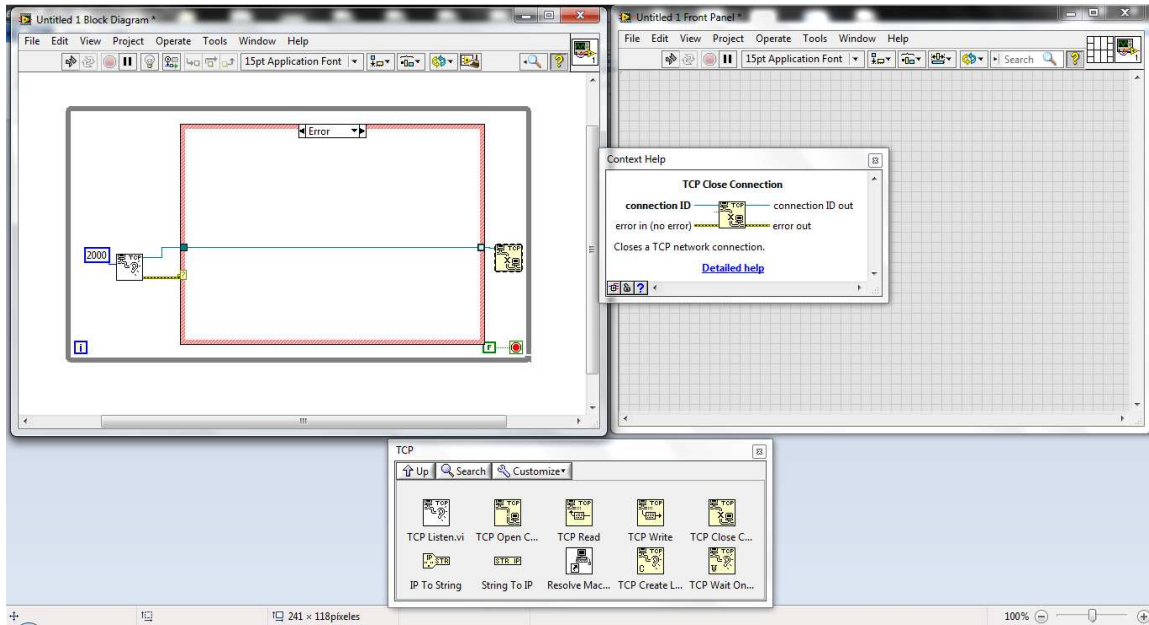 Untitled 1 Block Diagram *
File Edit View Project Operate Tools Window Help
15pt Application Font
Error
2000
TCP
TCP
i
F
Untitled 1 Front Panel *
File Edit View Project Operate Tools Window Help
15pt Application Font
Search
Context Help
TCP Close Connection
connection ID
TCP
connection ID out
error in (no error)
error out
Closes a TCP network connection.
Detailed help
TCP
Up Search Customize
TCP Listen.vi TCP Open C... TCP Read TCP Write TCP Close C...
IP To String String To IP Resolve Mac... TCP Create L... TCP Wait On...
241 × 118píxeles
100%